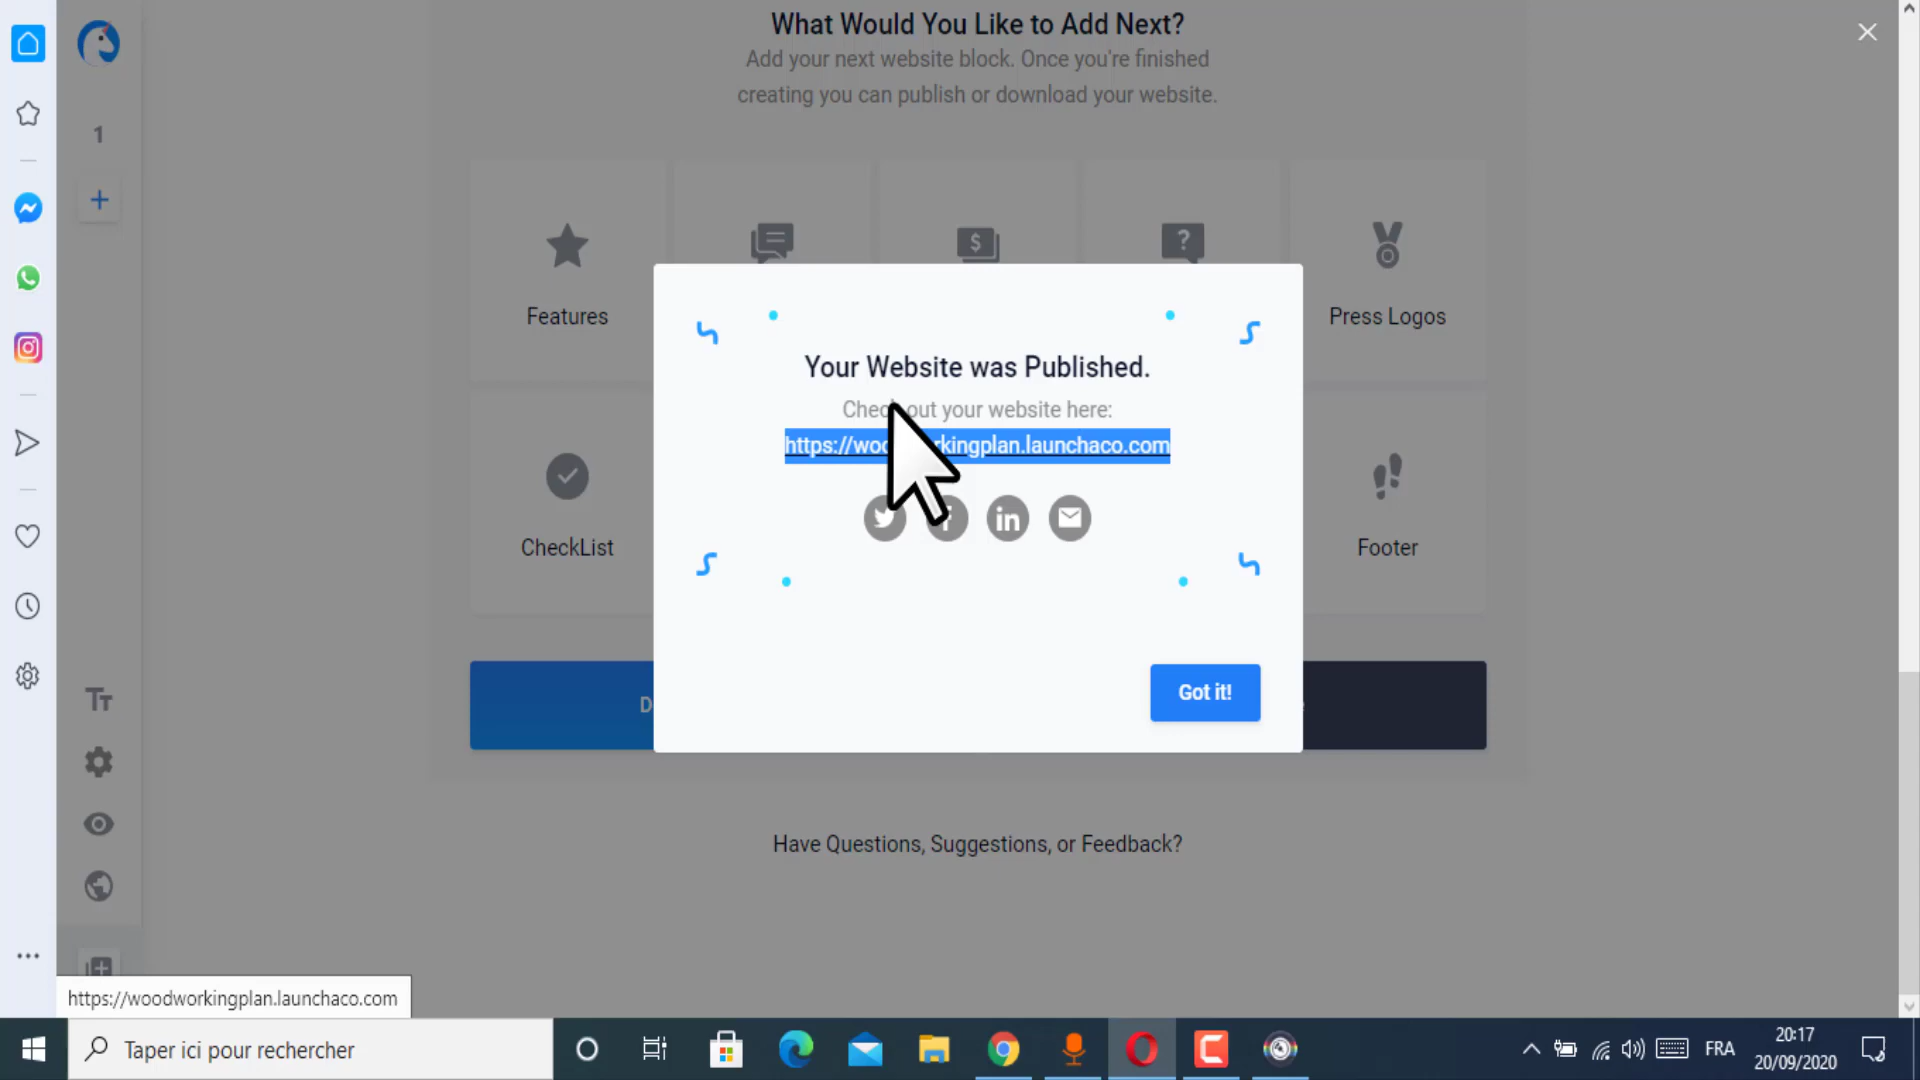 What Would You Like to Add Next?
Add your next website block. Once you're finished
creating you can publish or download your website.
1
Features
Press Logos
Your Website was Published.
Check out your website here:
https://woodworkingplan.launchaco.com
CheckList
Footer
Got it!
D
Have Questions, Suggestions, or Feedback?
https://woodworkingplan.launchaco.com
Taper ici pour rechercher
FRA
20:17
20/09/2020